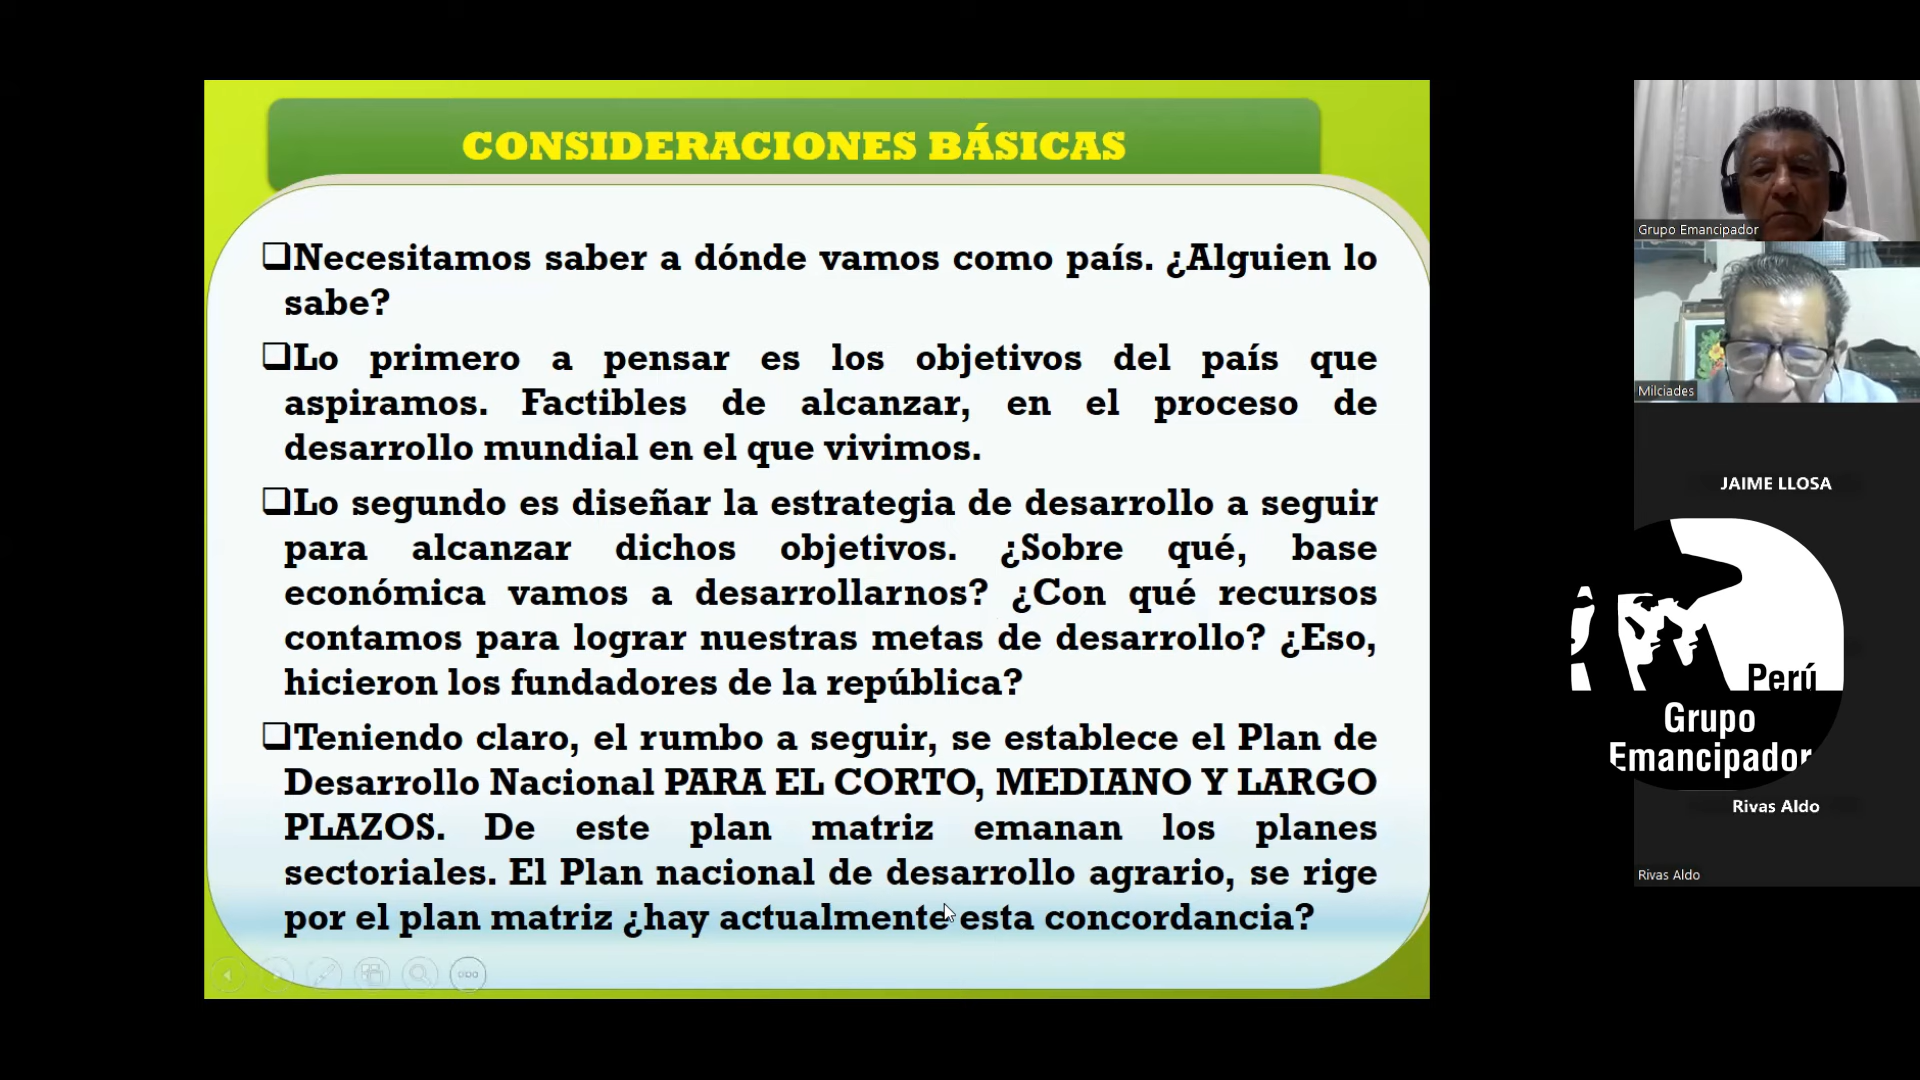 CONSIDERACIONES BÁSICAS
❑Necesitamos saber a dónde vamos como país. ¿Alguien lo
sabe?
❑Lo primero a pensar es los objetivos del país que
aspiramos. Factibles de alcanzar, en el proceso de
desarrollo mundial en el que vivimos.
❑Lo segundo es diseñar la estrategia de desarrollo a seguir
para alcanzar dichos objetivos. ¿Sobre qué, base
económica vamos a desarrollarnos? ¿Con qué recursos
contamos para lograr nuestras metas de desarrollo? ¿Eso,
hicieron los fundadores de la república?
❑Teniendo claro, el rumbo a seguir, se establece el Plan de
Desarrollo Nacional PARA EL CORTO, MEDIANO Y LARGO
PLAZOS. De este plan matriz emanan los planes
sectoriales. El Plan nacional de desarrollo agrario, se rige
por el plan matriz ¿hay actualmente esta concordancia?
Grupo Emancipador
Milciades
JAIME LLOSA
Perú
Grupo
Emancipador
Rivas Aldo
Rivas Aldo